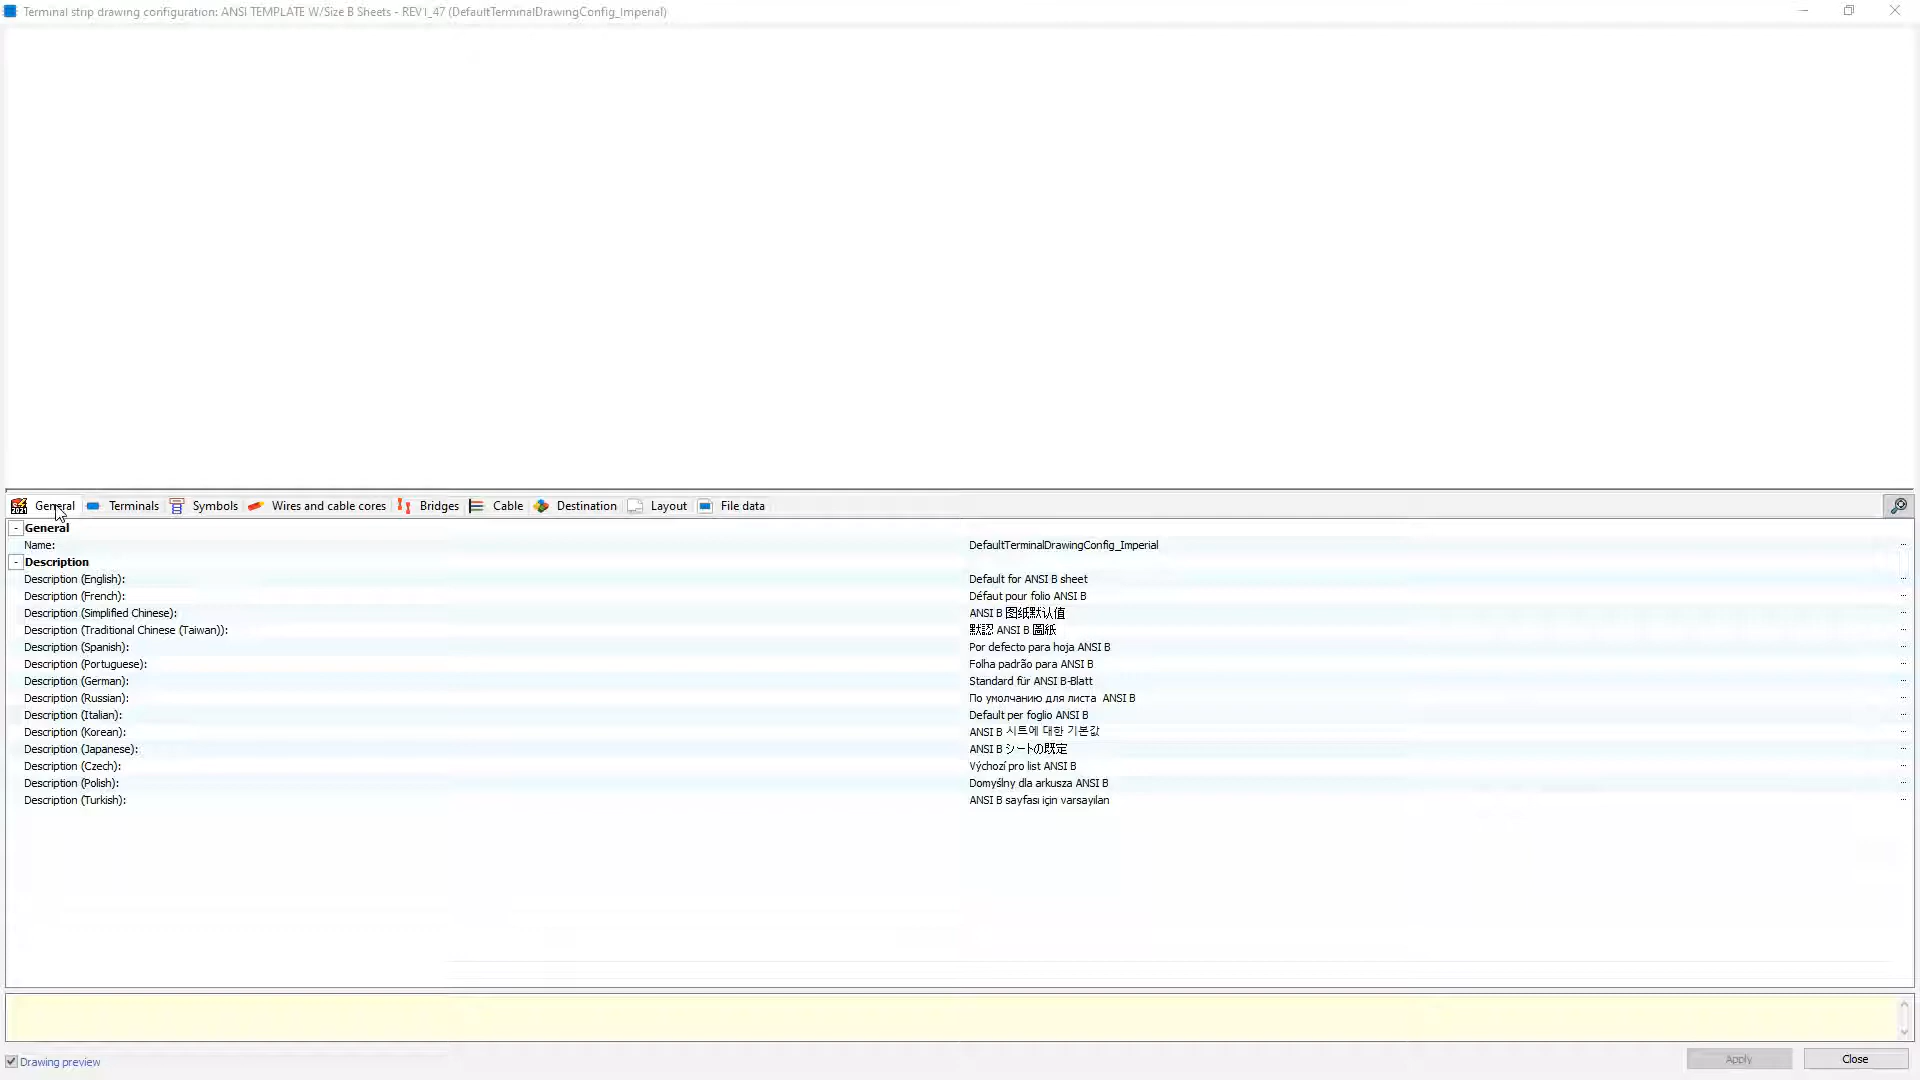 Terminal strip drawing configuration: ANSI TEMPLATE W/Size B Sheets - REV1_47 (DefaultTerminalDrawingConfig_Imperial)
General Terminals Symbols Wires and cable cores Bridges Cable Destination Layout File data
General
Name: DefaultTerminalDrawingConfig_Imperial ...
Description
Description (English): Default for ANSI B sheet ...
Description (French): Défaut pour folio ANSI B ...
Description (Simplified Chinese): ANSI B 图纸默认值 ...
Description (Traditional Chinese (Taiwan)): 默認 ANSI B 圖紙 ...
Description (Spanish): Por defecto para hoja ANSI B ...
Description (Portuguese): Folha padrão para ANSI B ...
Description (German): Standard für ANSI B-Blatt ...
Description (Russian): По умолчанию для листа ANSI B ...
Description (Italian): Default per foglio ANSI B ...
Description (Korean): ANSI B 시트에 대한 기본값 ...
Description (Japanese): ANSI B シートの既定 ...
Description (Czech): Výchozí pro list ANSI B ...
Description (Polish): Domyślny dla arkusza ANSI B ...
Description (Turkish): ANSI B sayfası için varsayılan ...
Drawing preview Apply Close